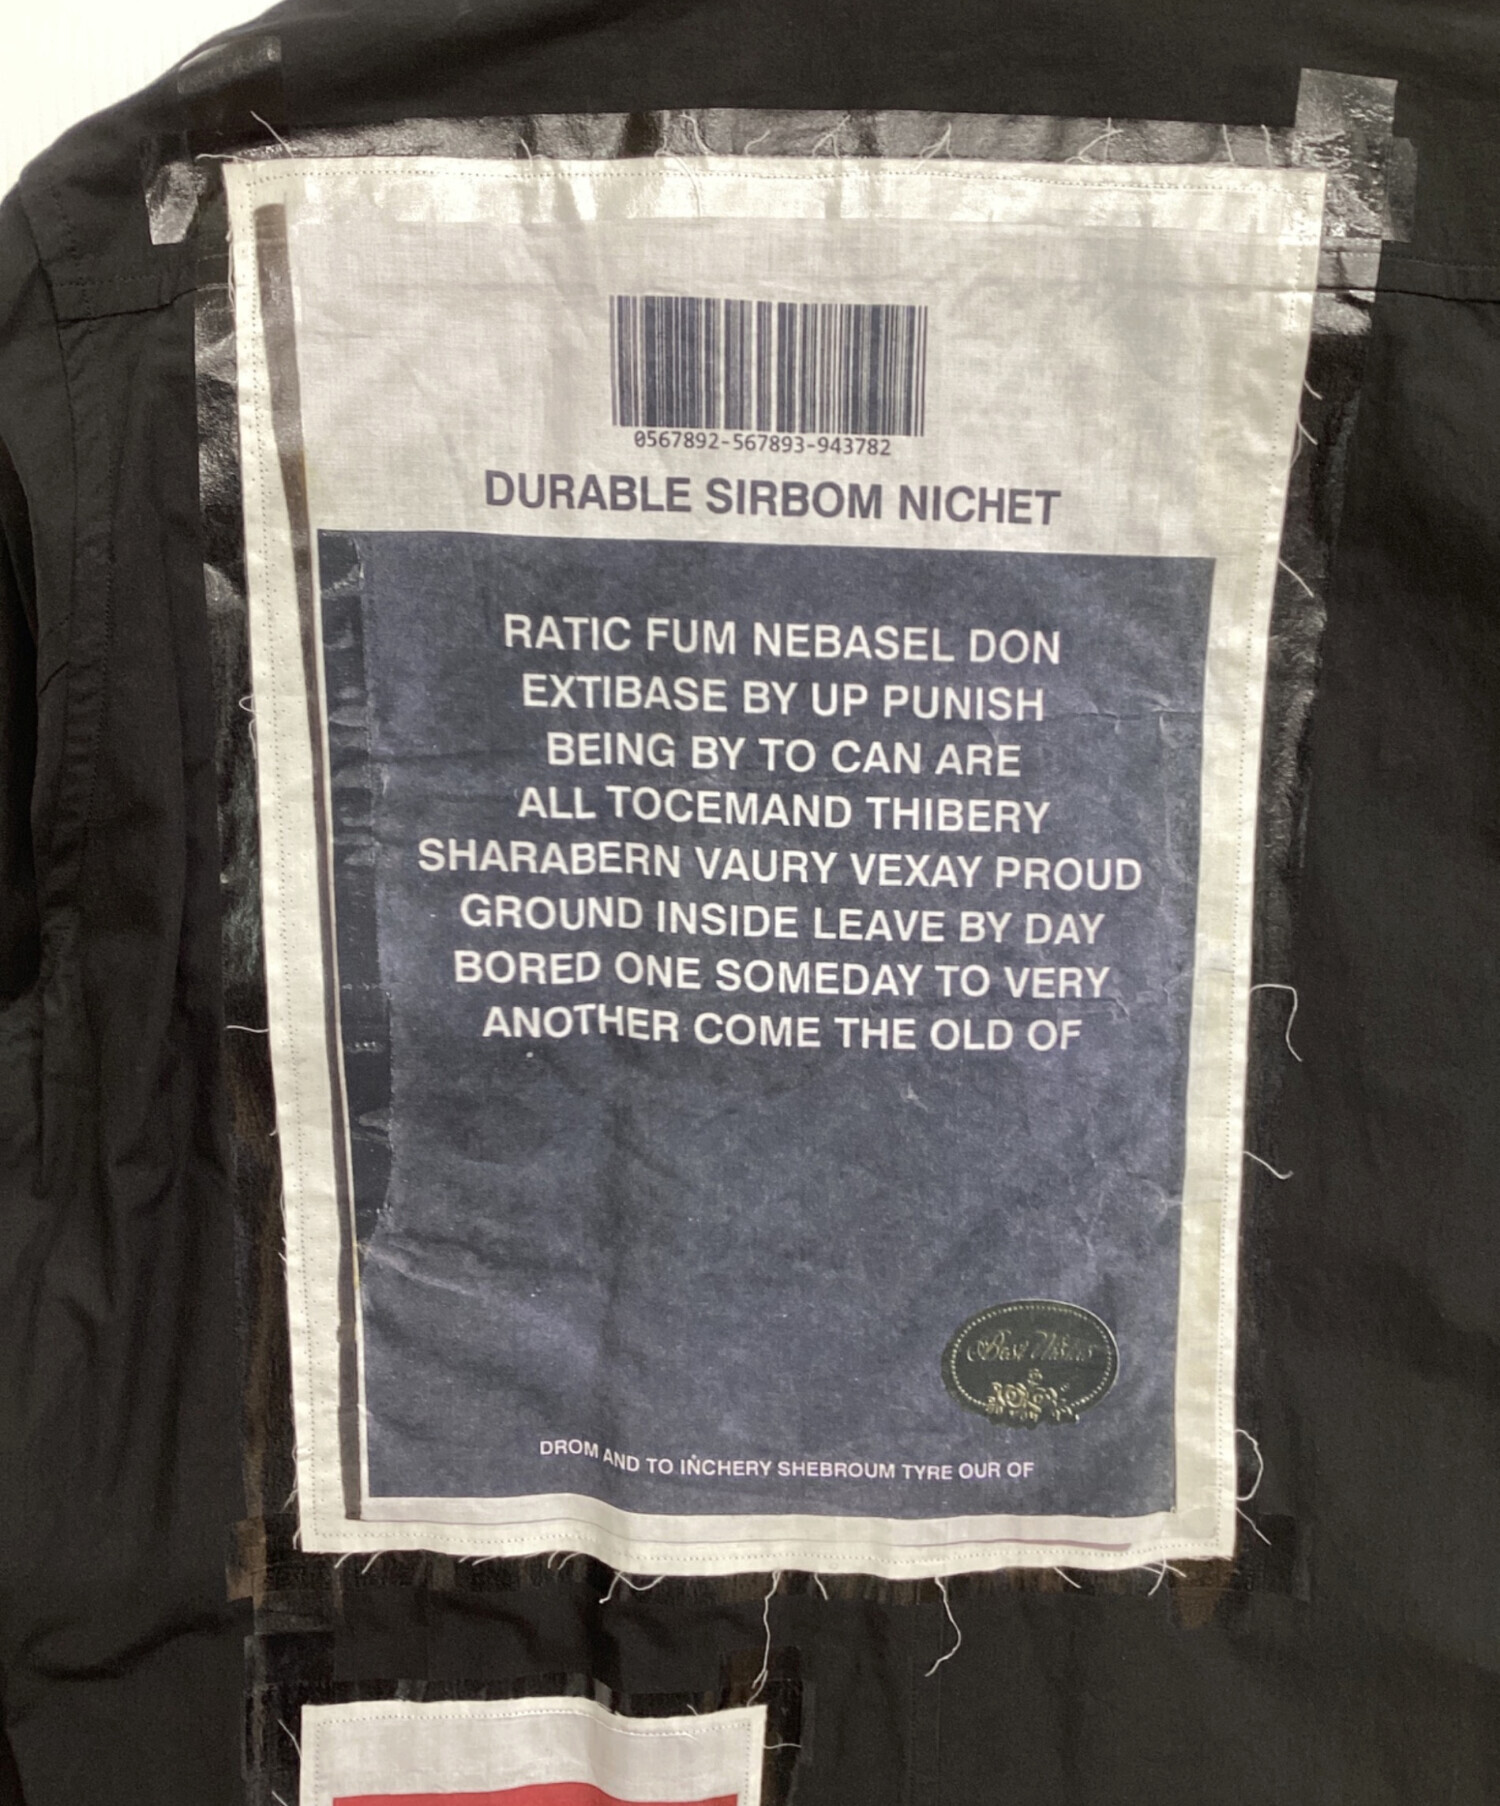 0567892-567893-943782
DURABLE SIRBOM NICHET
RATIC FUM NEBASEL DON
EXTIBASE BY UP PUNISH
BEING BY TO CAN ARE
ALL TOCEMAND THIBERY
SHARABERN VAURY VEXAY PROUD
GROUND INSIDE LEAVE BY DAY
BORED ONE SOMEDAY TO VERY
ANOTHER COME THE OLD OF
Best Wishes
DROM AND TO INCHERY SHEBROUM TYRE OUR OF